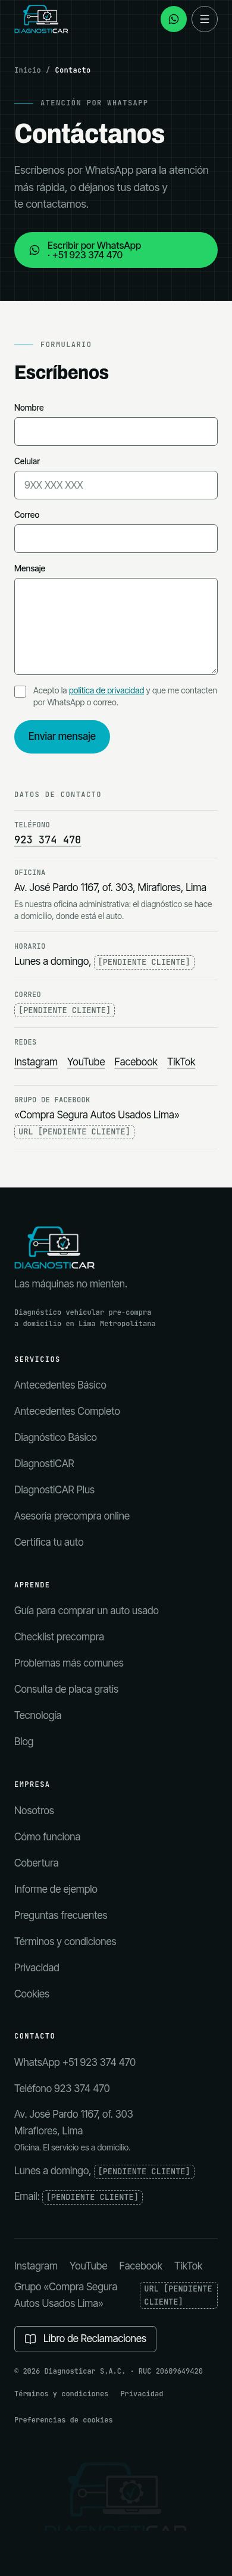 DIAGNOSTICAR
Inicio / Contacto
ATENCIÓN POR WHATSAPP
Contáctanos
Escríbenos por WhatsApp para la atención
más rápida, o déjanos tus datos y
te contactamos.
Escribir por WhatsApp
· +51 923 374 470
FORMULARIO
Escríbenos
Nombre
Celular
9XX XXX XXX
Correo
Mensaje
Acepto la política de privacidad y que me contacten
por WhatsApp o correo.
Enviar mensaje
DATOS DE CONTACTO
TELÉFONO
923 374 470
OFICINA
Av. José Pardo 1167, of. 303, Miraflores, Lima
Es nuestra oficina administrativa: el diagnóstico se hace
a domicilio, donde está el auto.
HORARIO
Lunes a domingo, [PENDIENTE CLIENTE]
CORREO
[PENDIENTE CLIENTE]
REDES
Instagram YouTube Facebook TikTok
GRUPO DE FACEBOOK
«Compra Segura Autos Usados Lima»
URL [PENDIENTE CLIENTE]
DIAGNOSTICAR
Las máquinas no mienten.
Diagnóstico vehicular pre-compra
a domicilio en Lima Metropolitana
SERVICIOS
Antecedentes Básico
Antecedentes Completo
Diagnóstico Básico
DiagnostiCAR
DiagnostiCAR Plus
Asesoría precompra online
Certifica tu auto
APRENDE
Guía para comprar un auto usado
Checklist precompra
Problemas más comunes
Consulta de placa gratis
Tecnología
Blog
EMPRESA
Nosotros
Cómo funciona
Cobertura
Informe de ejemplo
Preguntas frecuentes
Términos y condiciones
Privacidad
Cookies
CONTACTO
WhatsApp +51 923 374 470
Teléfono 923 374 470
Av. José Pardo 1167, of. 303
Miraflores, Lima
Oficina. El servicio es a domicilio.
Lunes a domingo, [PENDIENTE CLIENTE]
Email: [PENDIENTE CLIENTE]
Instagram YouTube Facebook TikTok
Grupo «Compra Segura
Autos Usados Lima»
URL [PENDIENTE
CLIENTE]
Libro de Reclamaciones
© 2026 Diagnosticar S.A.C. · RUC 20609649420
Términos y condiciones Privacidad
Preferencias de cookies
DIAGNOSTICAR